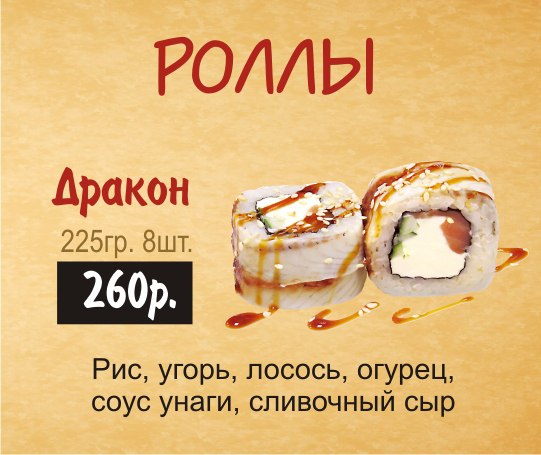 Роллы
Дракон
225гр. 8шт.
260р.
Рис, угорь, лосось, огурец,
соус унаги, сливочный сыр